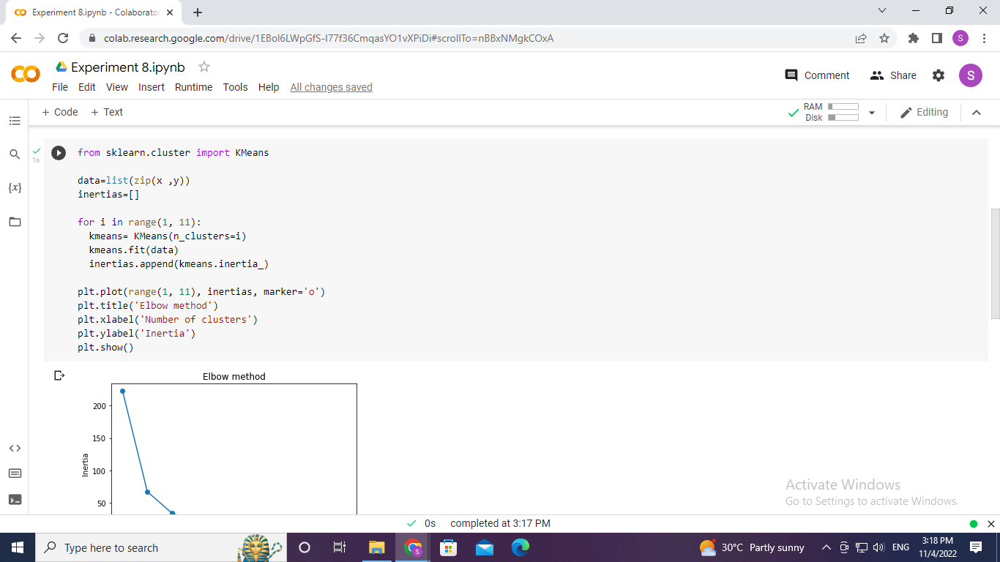 Experiment 8.ipynb - Colaborator
colab.research.google.com/drive/1EBol6LWpGfS-I77f36CmqasYO1vXPiDi#scrollTo=nBBxNMgkCOxA
S
Experiment 8.ipynb
File Edit View Insert Runtime Tools Help All changes saved
Comment Share S
+ Code + Text
RAM
Disk
Editing
{x}
1s
from sklearn.cluster import KMeans
data=list(zip(x ,y))
inertias=[]
for i in range(1, 11):
kmeans= KMeans(n_clusters=i)
kmeans.fit(data)
inertias.append(kmeans.inertia_)
plt.plot(range(1, 11), inertias, marker='o')
plt.title('Elbow method')
plt.xlabel('Number of clusters')
plt.ylabel('Inertia')
plt.show()
Elbow method
200
150
100
50
Inertia
Activate Windows
Go to Settings to activate Windows.
0s completed at 3:17 PM
Type here to search
S
30°C Partly sunny
ENG
3:18 PM
11/4/2022